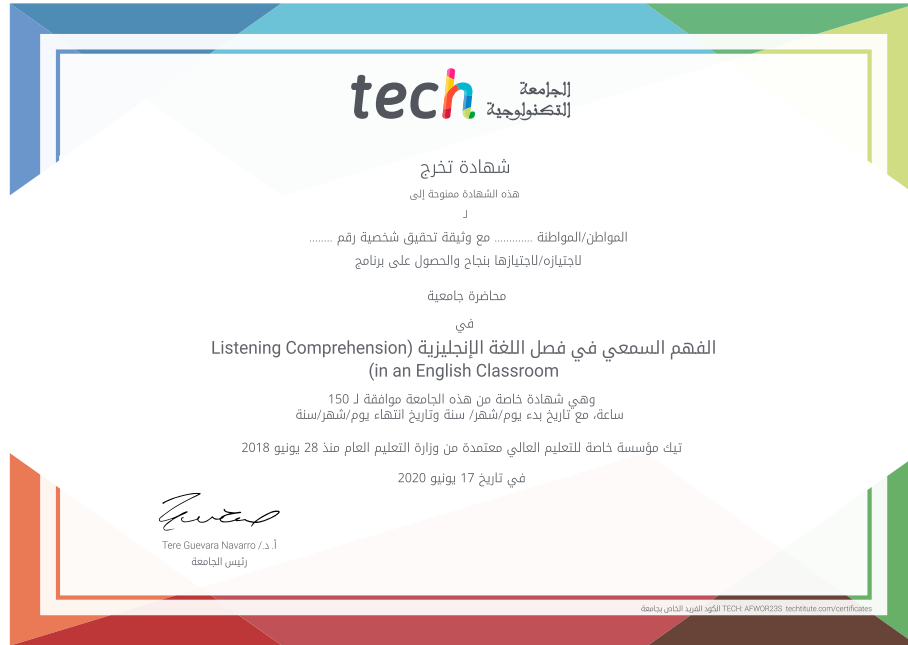 tech
الجامعة
التكنولوجية
شهادة تخرج
هذه الشهادة ممنوحة إلى
لـ
المواطن/المواطنة ............. مع وثيقة تحقيق شخصية رقم ........
لاجتيازه/لاجتيازها بنجاح والحصول على برنامج
محاضرة جامعية
في
الفهم السمعي في فصل اللغة الإنجليزية (Listening Comprehension
in an English Classroom)
وهي شهادة خاصة من هذه الجامعة موافقة لـ 150
ساعة، مع تاريخ بدء يوم/شهر/ سنة وتاريخ انتهاء يوم/شهر/سنة
تيك مؤسسة خاصة للتعليم العالي معتمدة من وزارة التعليم العام منذ 28 يونيو 2018
في تاريخ 17 يونيو 2020
أ. د./ Tere Guevara Navarro
رئيس الجامعة
الكود الفريد الخاص بجامعة TECH: AFWOR23S techtitute.com/certificates